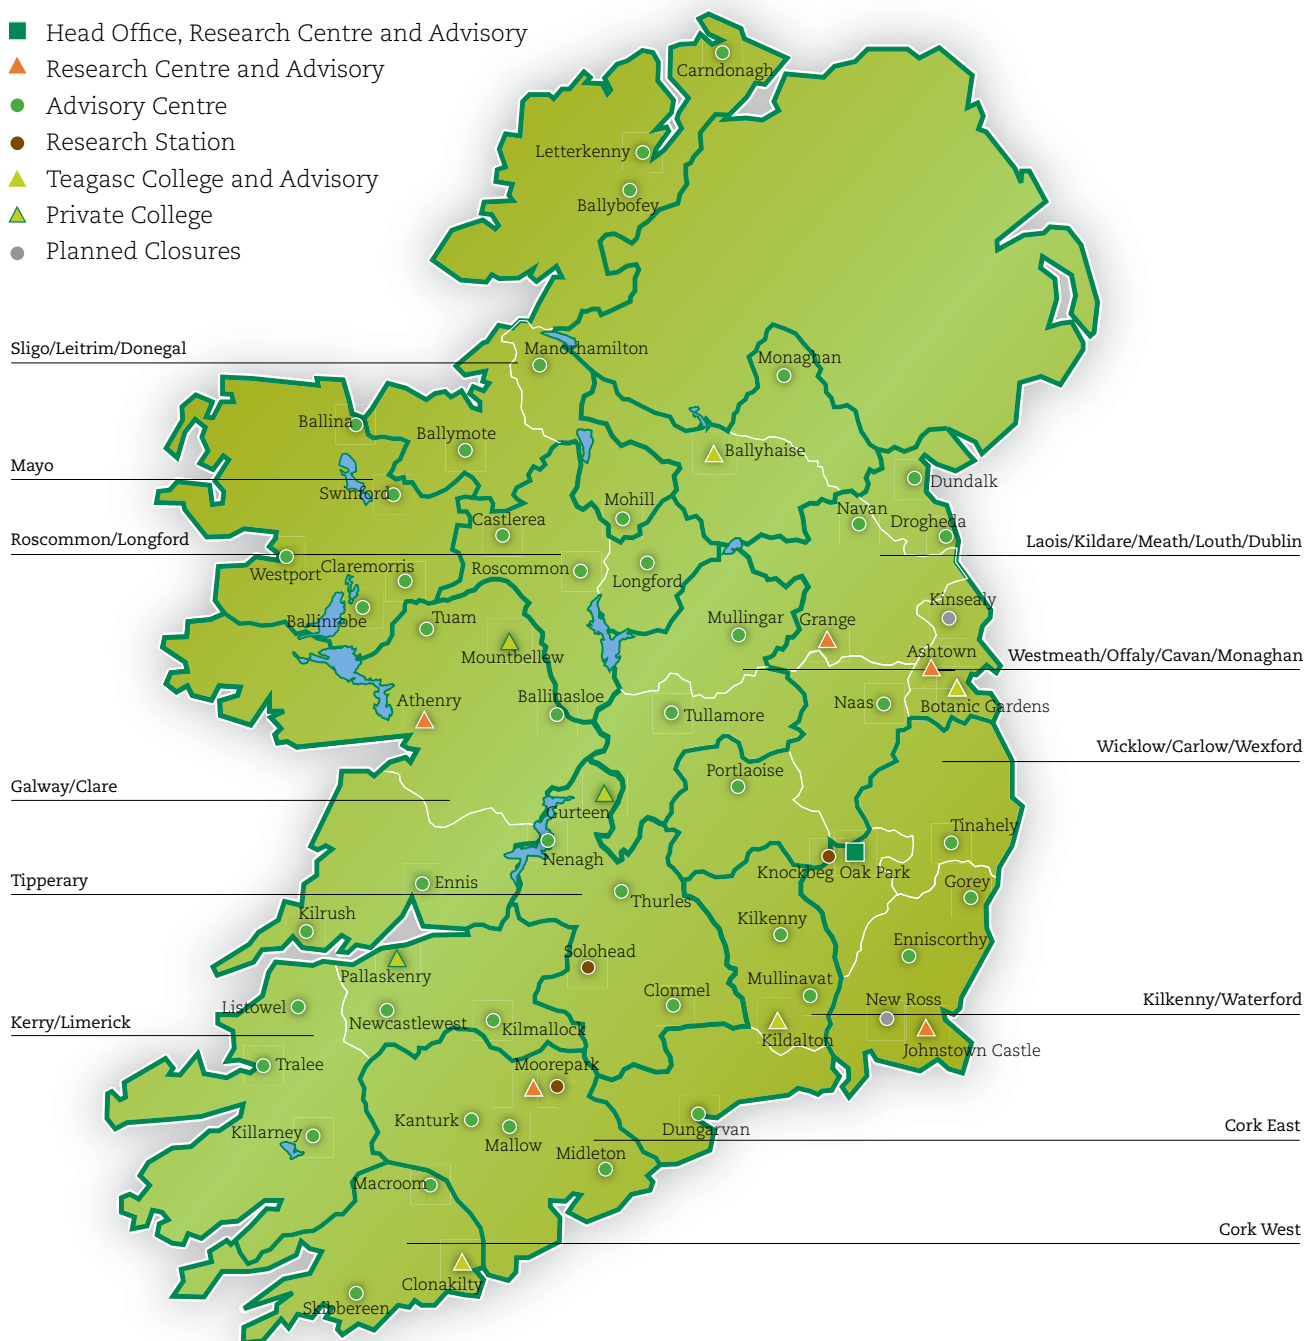 Head Office, Research Centre and Advisory
Research Centre and Advisory
Advisory Centre
Research Station
Teagasc College and Advisory
Private College
Planned Closures
Carndonagh
Letterkenny
Ballybofey
Sligo/Leitrim/Donegal
Manorhamilton
Monaghan
Ballina
Ballymote
Ballyhaise
Mayo
Swinford
Dundalk
Mohill
Navan
Castlerea
Drogheda
Roscommon/Longford
Laois/Kildare/Meath/Louth/Dublin
Westport
Claremorris
Roscommon
Longford
Kinsealy
Ballinrobe
Tuam
Mullingar
Grange
Mountbellew
Ashtown
Westmeath/Offaly/Cavan/Monaghan
Athenry
Ballinasloe
Tullamore
Naas
Botanic Gardens
Wicklow/Carlow/Wexford
Portlaoise
Galway/Clare
Gurteen
Tinahely
Nenagh
Knockbeg Oak Park
Tipperary
Ennis
Gorey
Thurles
Kilrush
Kilkenny
Enniscorthy
Solohead
Pallaskenry
Mullinavat
Clonmel
New Ross
Kilkenny/Waterford
Listowel
Kerry/Limerick
Newcastlewest
Kilmallock
Kildalton
Johnstown Castle
Tralee
Moorepark
Kanturk
Killarney
Mallow
Dungarvan
Cork East
Midleton
Macroom
Cork West
Clonakilty
Skibbereen